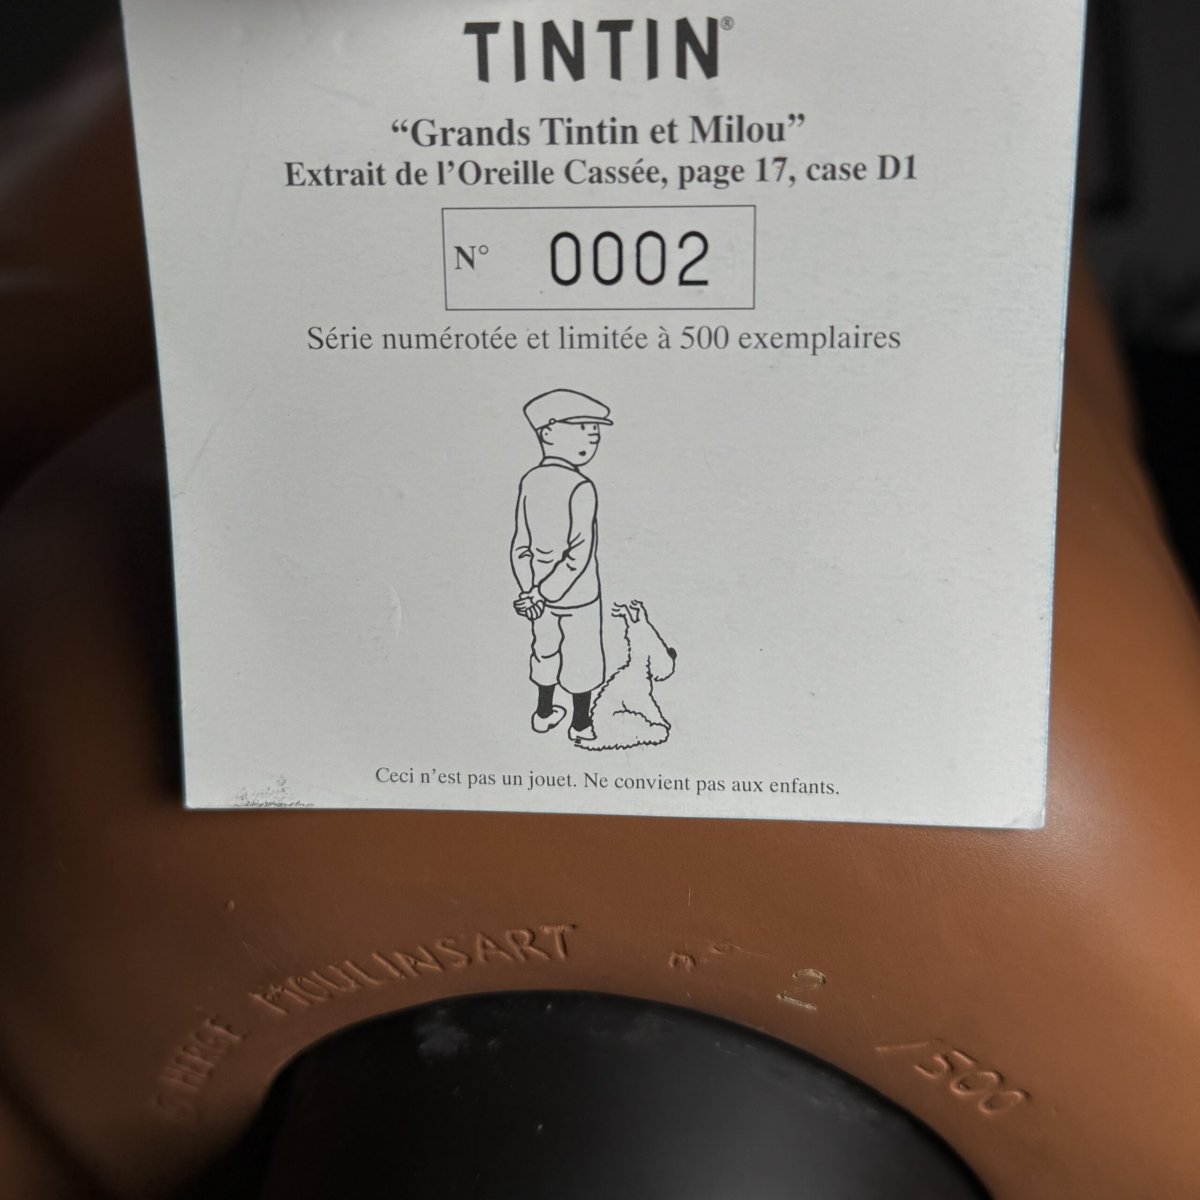 TINTIN®
“Grands Tintin et Milou”
Extrait de l’Oreille Cassée, page 17, case D1
N° 0002
Série numérotée et limitée à 500 exemplaires
Ceci n’est pas un jouet. Ne convient pas aux enfants.
© HERGÉ MOULINSART n° 2 /500